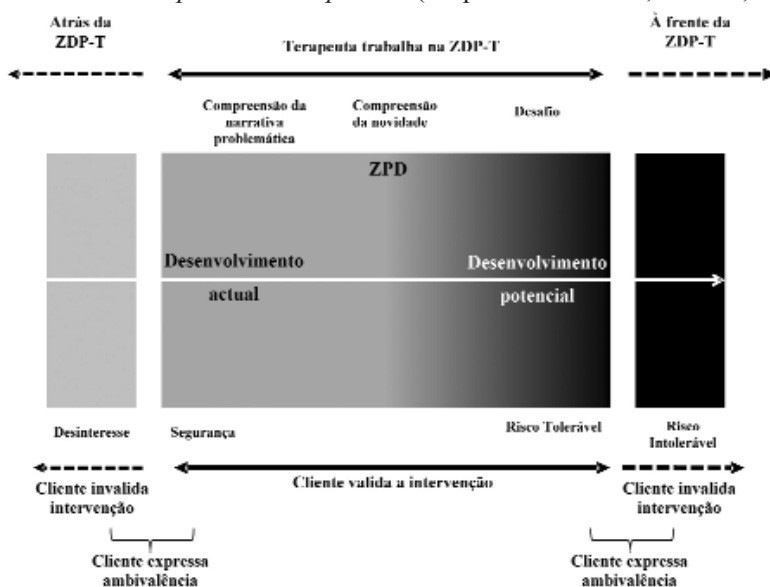 Atrás da
ZDP-T
Terapeuta trabalha na ZDP-T
À frente da
ZDP-T
Compreensão da
narrativa
problemática
Compreensão
da novidade
Desafio
ZPD
Desenvolvimento
actual
Desenvolvimento
potencial
Desinteresse
Segurança
Risco Tolerável
Risco
Intolerável
Cliente invalida
intervenção
Cliente valida a intervenção
Cliente invalida
intervenção
Cliente expressa
ambivalência
Cliente expressa
ambivalência